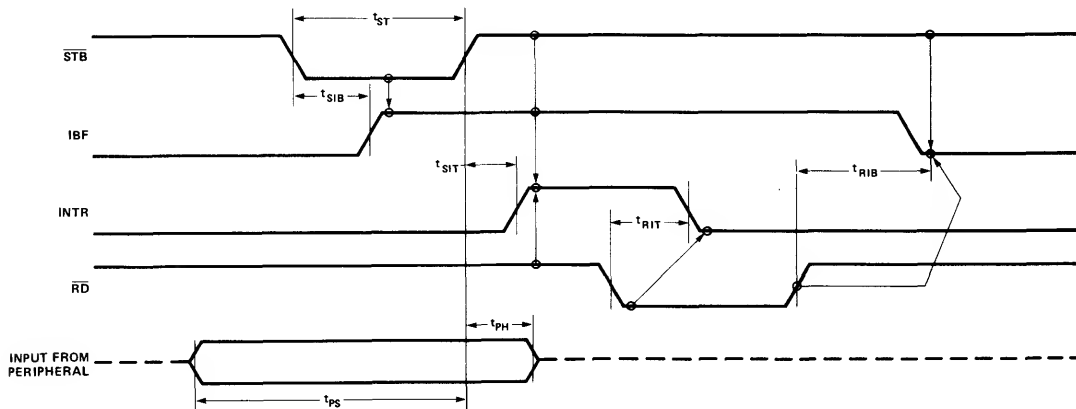 tST
STB
tSIB
IBF
tSIT
tRIB
INTR
tRIT
RD
tPH
INPUT FROM
PERIPHERAL
tPS